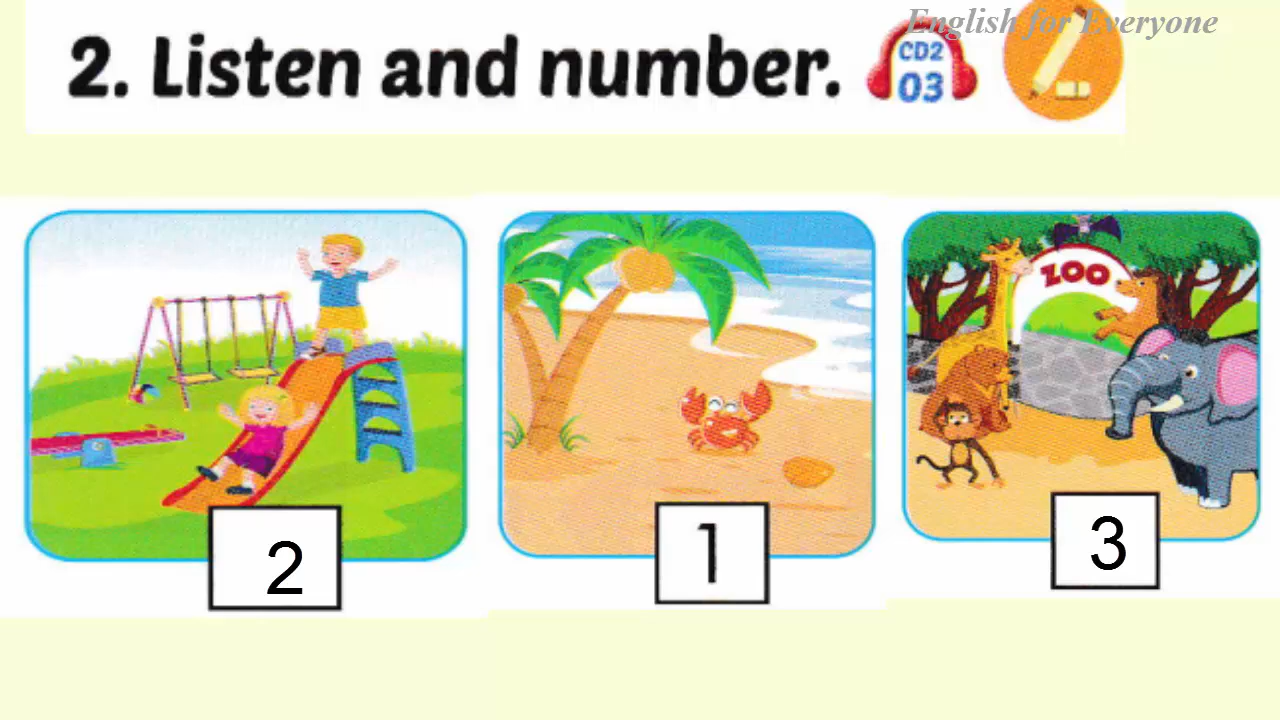 English for Everyone
2. Listen and number.
CD2
03
ZOO
2
1
3